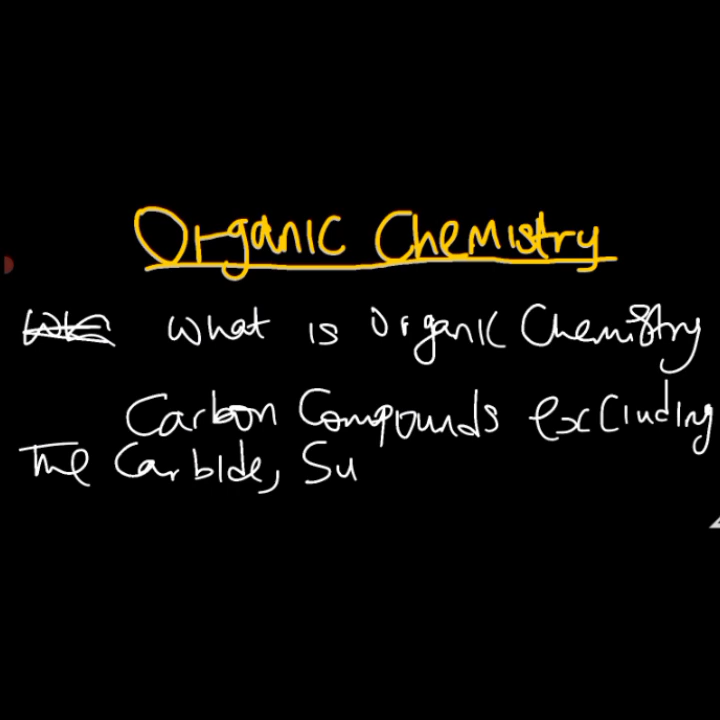 Organic Chemistry
What is Organic Chemistry
Carbon Compounds excluding
The Carbide, Su